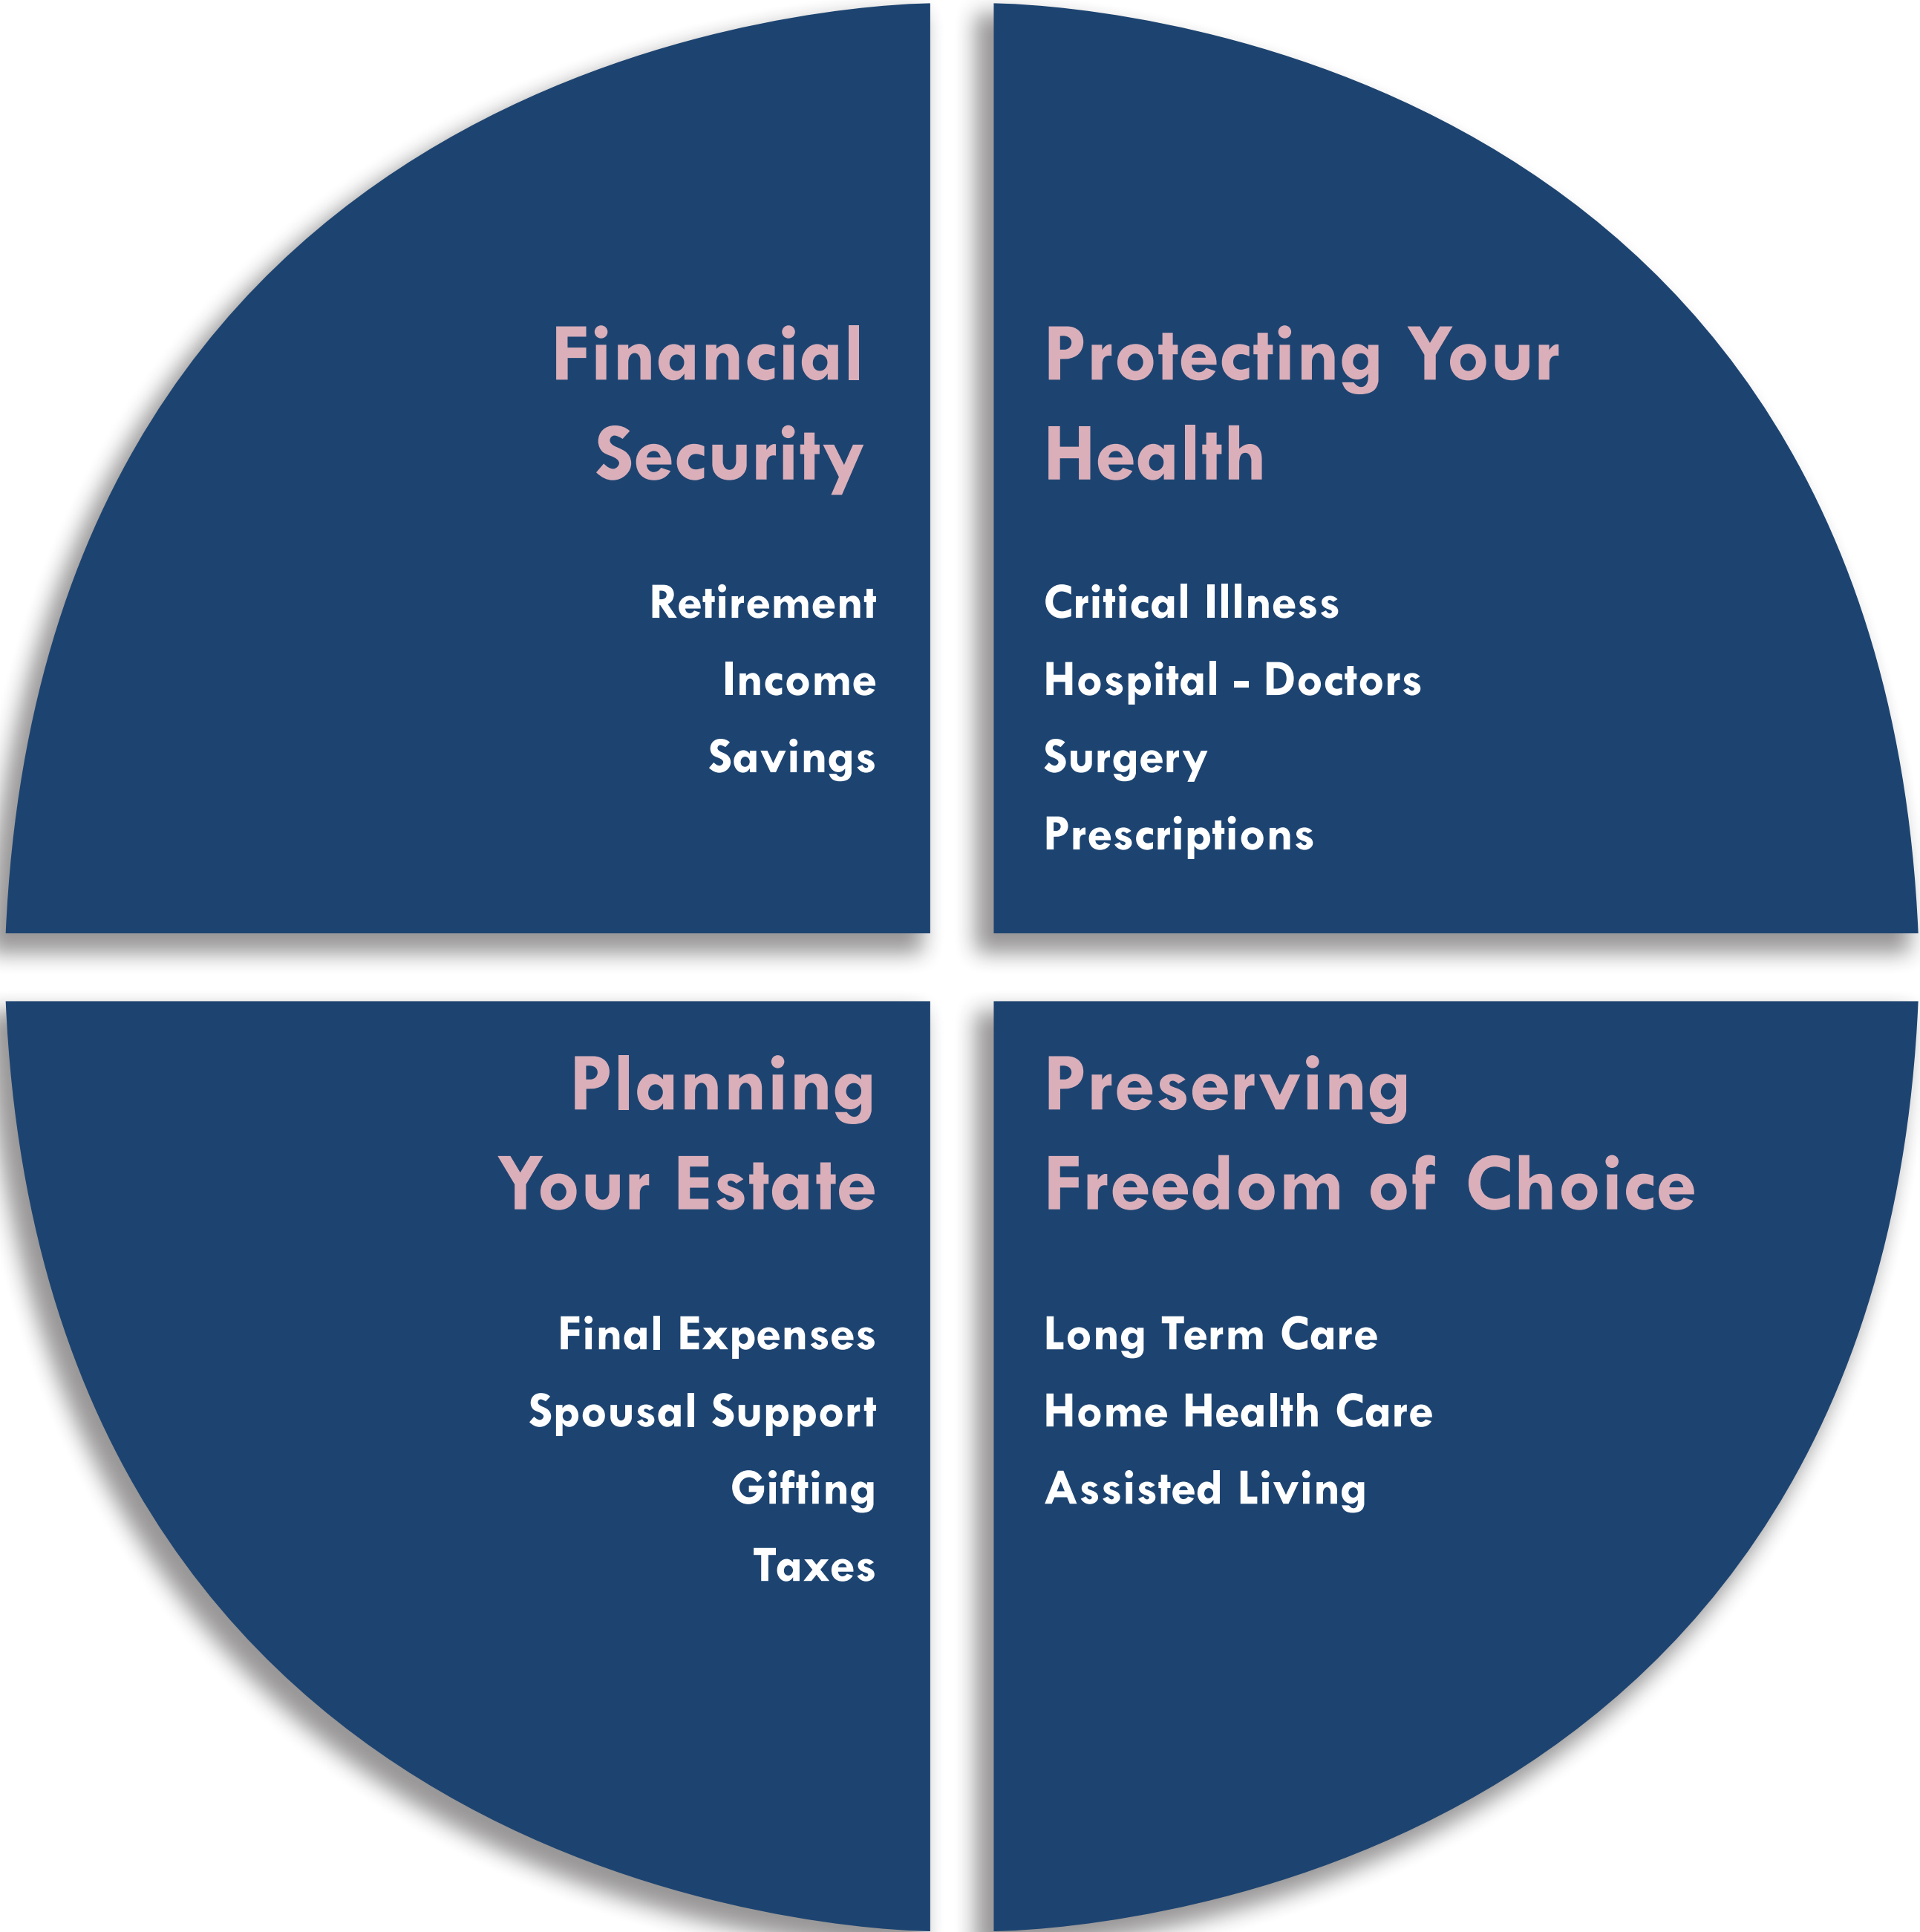 Financial
Security
Retirement
Income
Savings
Protecting Your
Health
Critical Illness
Hospital - Doctors
Surgery
Prescriptions
Planning
Your Estate
Final Expenses
Spousal Support
Gifting
Taxes
Preserving
Freedom of Choice
Long Term Care
Home Health Care
Assisted Living